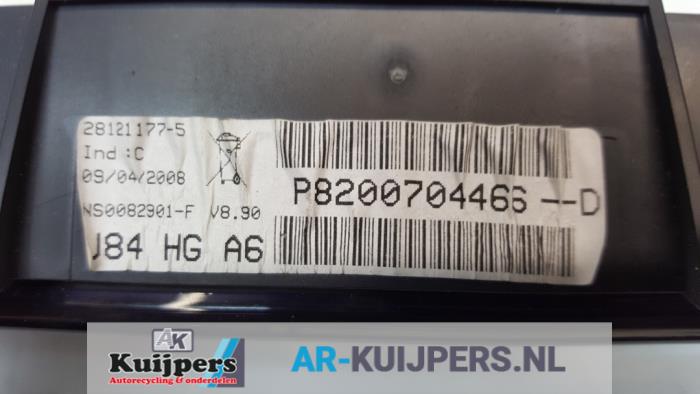 28121177-5
Ind :C
09/04/2008
NS0082901-F V8.90
J84 HG A6
P8200704466--D
AK
Kuijpers
Autorecycling & onderdelen
AR-KUIJPERS.NL